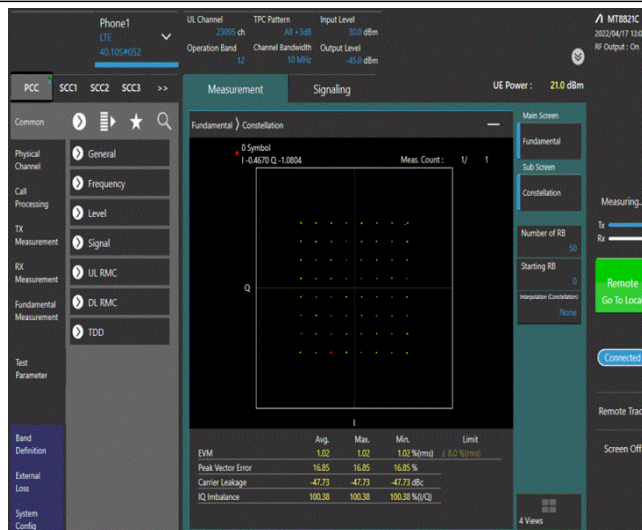 Phone1
LTE
40.105#052
UL Channel TPC Pattern Input Level
23095 ch All +3dB 30.0 dBm
Operation Band Channel Bandwidth Output Level
12 10 MHz -45.0 dBm
MT8821C
2022/04/17 13:0
RF Output : On
PCC SCC1 SCC2 SCC3 >>
Measurement Signaling UE Power : 21.0 dBm
Common
Physical Channel
Call Processing
TX Measurement
RX Measurement
Fundamental Measurement
Test Parameter
Band Definition
External Loss
System Config
General
Frequency
Level
Signal
UL RMC
DL RMC
TDD
Fundamental Constellation
0 Symbol
I -0.4670 Q -1.0804 Meas. Count : 1/ 1
Q
I
Avg. Max. Min. Limit
EVM 1.02 1.02 1.02 %(rms) ≤ 8.0 %(rms)
Peak Vector Error 16.85 16.85 16.85 %
Carrier Leakage -47.73 -47.73 -47.73 dBc
IQ Imbalance 100.38 100.38 100.38 %(I/Q)
Main Screen
Fundamental
Sub Screen
Constellation
Number of RB
50
Starting RB
0
Interpolation (Constellation)
None
4 Views
Measuring...
Tx
Rx
Remote
Go To Loca
Connected
Remote Trac
Screen Off